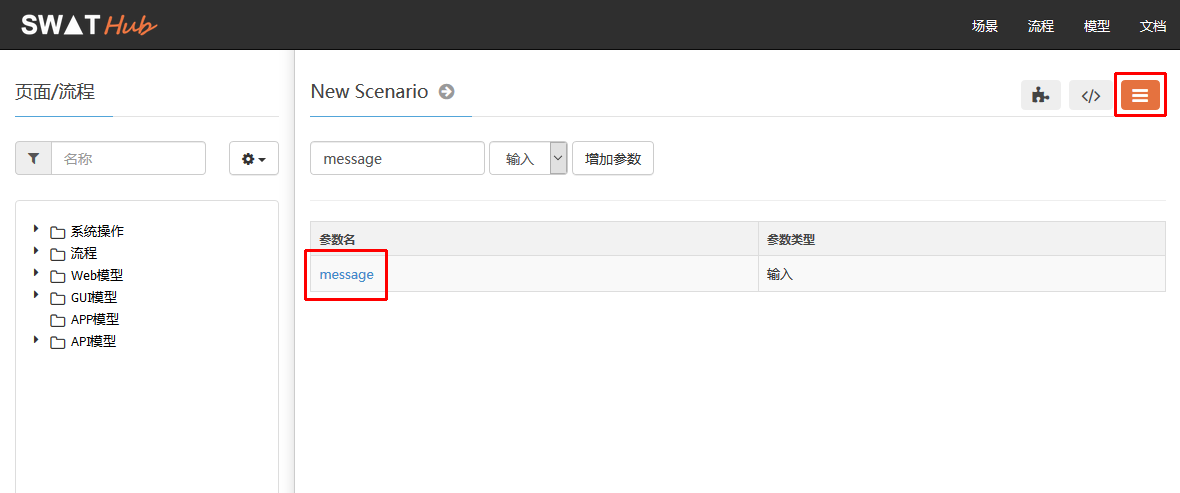 SWAT Hub
场景 流程 模型 文档
页面/流程
New Scenario
</>
名称
message 输入 增加参数
参数名 参数类型
message 输入
系统操作
流程
Web模型
GUI模型
APP模型
API模型